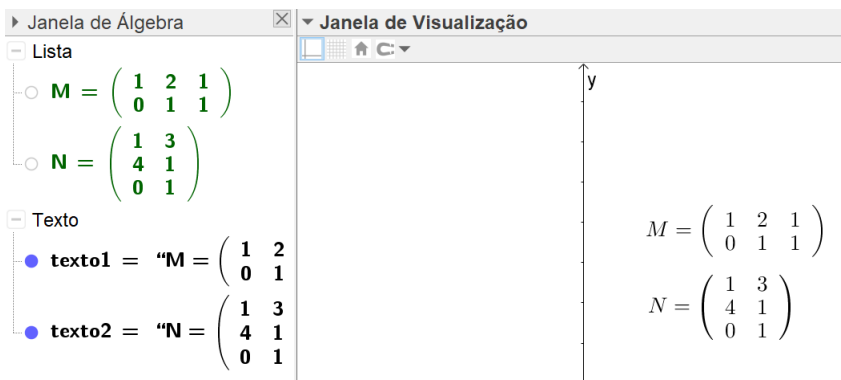 Janela de Álgebra
Lista
M = ( 1 2 1
0 1 1 )
N = ( 1 3
4 1
0 1 )
Texto
texto1 = “M = ( 1 2
0 1
texto2 = “N = ( 1 3
4 1
0 1
Janela de Visualização
y
M = ( 1 2 1
0 1 1 )
N = ( 1 3
4 1
0 1 )